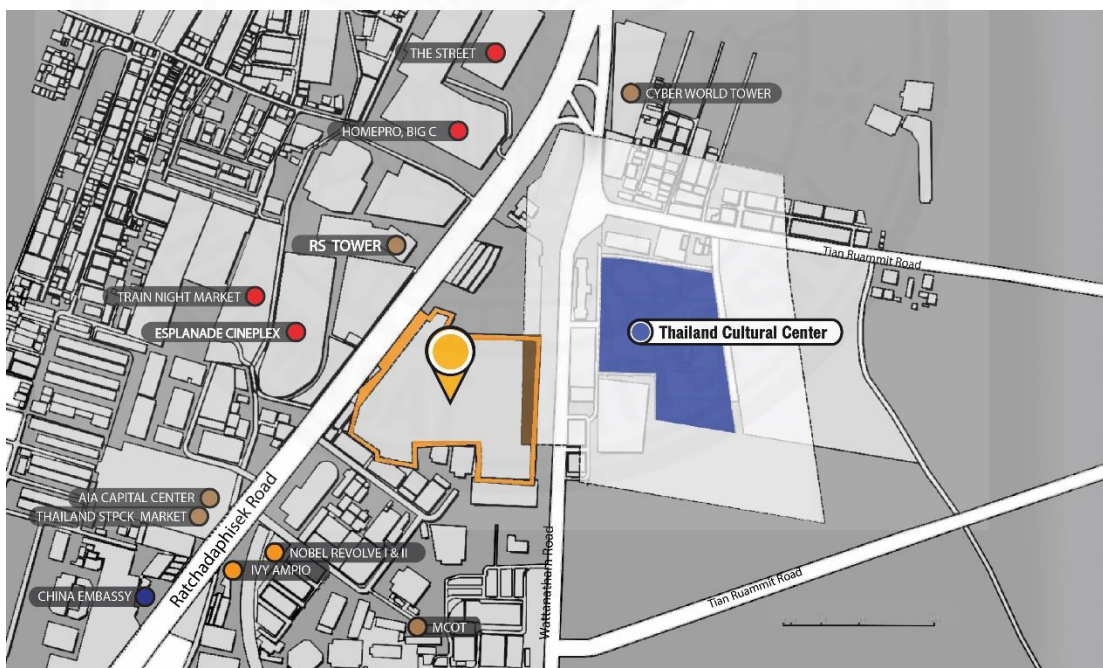 THE STREET
CYBER WORLD TOWER
HOMEPRO, BIG C
RS TOWER
Tian Ruammit Road
TRAIN NIGHT MARKET
ESPLANADE CINEPLEX
Thailand Cultural Center
Ratchadaphisek Road
AIA CAPITAL CENTER
THAILAND STPCK MARKET
NOBEL REVOLVE I & II
IVY AMPIO
CHINA EMBASSY
MCOT
Wattanatham Road
Tian Ruammit Road